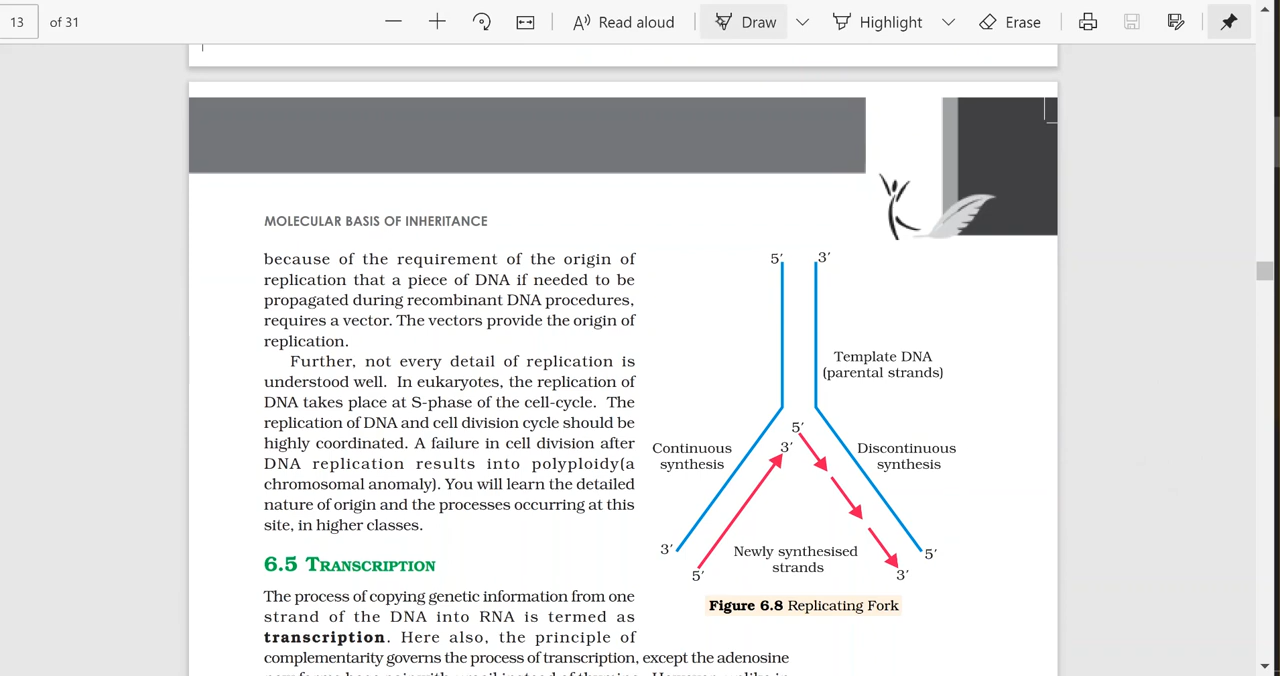 13 of 31
Read aloud
Draw
Highlight
Erase
MOLECULAR BASIS OF INHERITANCE
because of the requirement of the origin of
replication that a piece of DNA if needed to be
propagated during recombinant DNA procedures,
requires a vector. The vectors provide the origin of
replication.
Further, not every detail of replication is
understood well. In eukaryotes, the replication of
DNA takes place at S-phase of the cell-cycle. The
replication of DNA and cell division cycle should be
highly coordinated. A failure in cell division after
DNA replication results into polyploidy(a
chromosomal anomaly). You will learn the detailed
nature of origin and the processes occurring at this
site, in higher classes.
6.5 TRANSCRIPTION
The process of copying genetic information from one
strand of the DNA into RNA is termed as
transcription. Here also, the principle of
complementarity governs the process of transcription, except the adenosine
5′ 3′
Template DNA
(parental strands)
5′
3′
Continuous
synthesis
Discontinuous
synthesis
3′
5′
Newly synthesised
strands
5′
3′
Figure 6.8 Replicating Fork